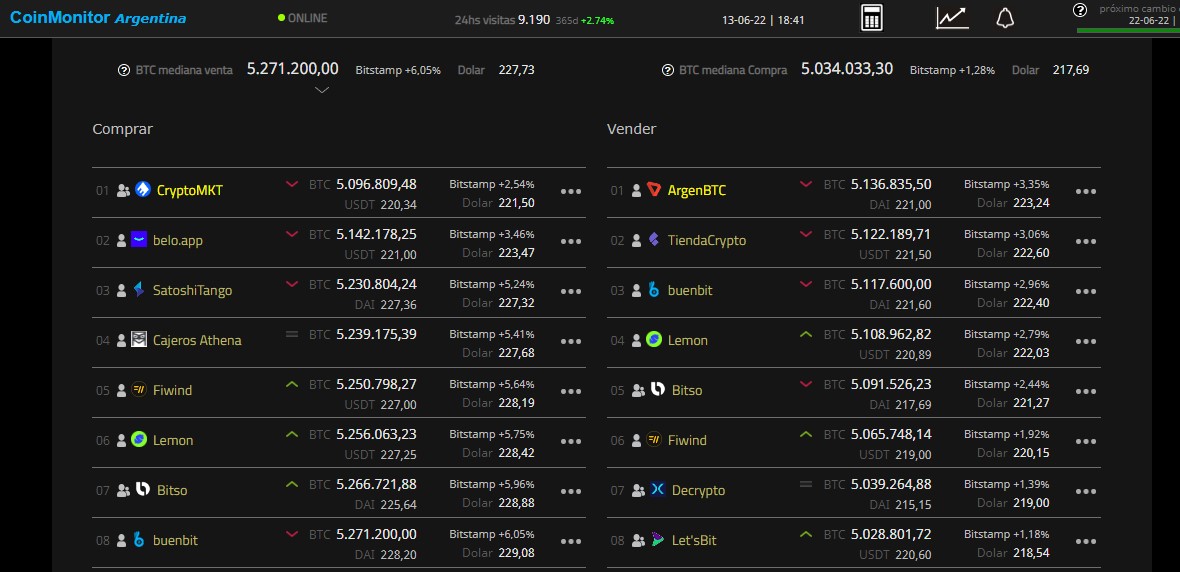 CoinMonitor Argentina
ONLINE
24hs visitas 9.190 365d +2.74%
13-06-22 | 18:41
próximo cambio
22-06-22 |
BTC mediana venta 5.271.200,00 Bitstamp +6,05% Dolar 227,73
BTC mediana Compra 5.034.033,30 Bitstamp +1,28% Dolar 217,69
Comprar
01 CryptoMKT BTC 5.096.809,48 Bitstamp +2,54%
USDT 220,34 Dolar 221,50
02 belo.app BTC 5.142.178,25 Bitstamp +3,46%
USDT 221,00 Dolar 223,47
03 SatoshiTango BTC 5.230.804,24 Bitstamp +5,24%
DAI 227,36 Dolar 227,32
04 Cajeros Athena BTC 5.239.175,39 Bitstamp +5,41%
Dolar 227,68
05 Fiwind BTC 5.250.798,27 Bitstamp +5,64%
USDT 227,00 Dolar 228,19
06 Lemon BTC 5.256.063,23 Bitstamp +5,75%
USDT 227,25 Dolar 228,42
07 Bitso BTC 5.266.721,88 Bitstamp +5,96%
DAI 225,64 Dolar 228,88
08 buenbit BTC 5.271.200,00 Bitstamp +6,05%
DAI 228,20 Dolar 229,08
Vender
01 ArgenBTC BTC 5.136.835,50 Bitstamp +3,35%
DAI 221,00 Dolar 223,24
02 TiendaCrypto BTC 5.122.189,71 Bitstamp +3,06%
USDT 221,50 Dolar 222,60
03 buenbit BTC 5.117.600,00 Bitstamp +2,96%
DAI 221,60 Dolar 222,40
04 Lemon BTC 5.108.962,82 Bitstamp +2,79%
USDT 220,89 Dolar 222,03
05 Bitso BTC 5.091.526,23 Bitstamp +2,44%
DAI 217,69 Dolar 221,27
06 Fiwind BTC 5.065.748,14 Bitstamp +1,92%
USDT 219,00 Dolar 220,15
07 Decrypto BTC 5.039.264,88 Bitstamp +1,39%
DAI 215,15 Dolar 219,00
08 Let'sBit BTC 5.028.801,72 Bitstamp +1,18%
USDT 220,60 Dolar 218,54